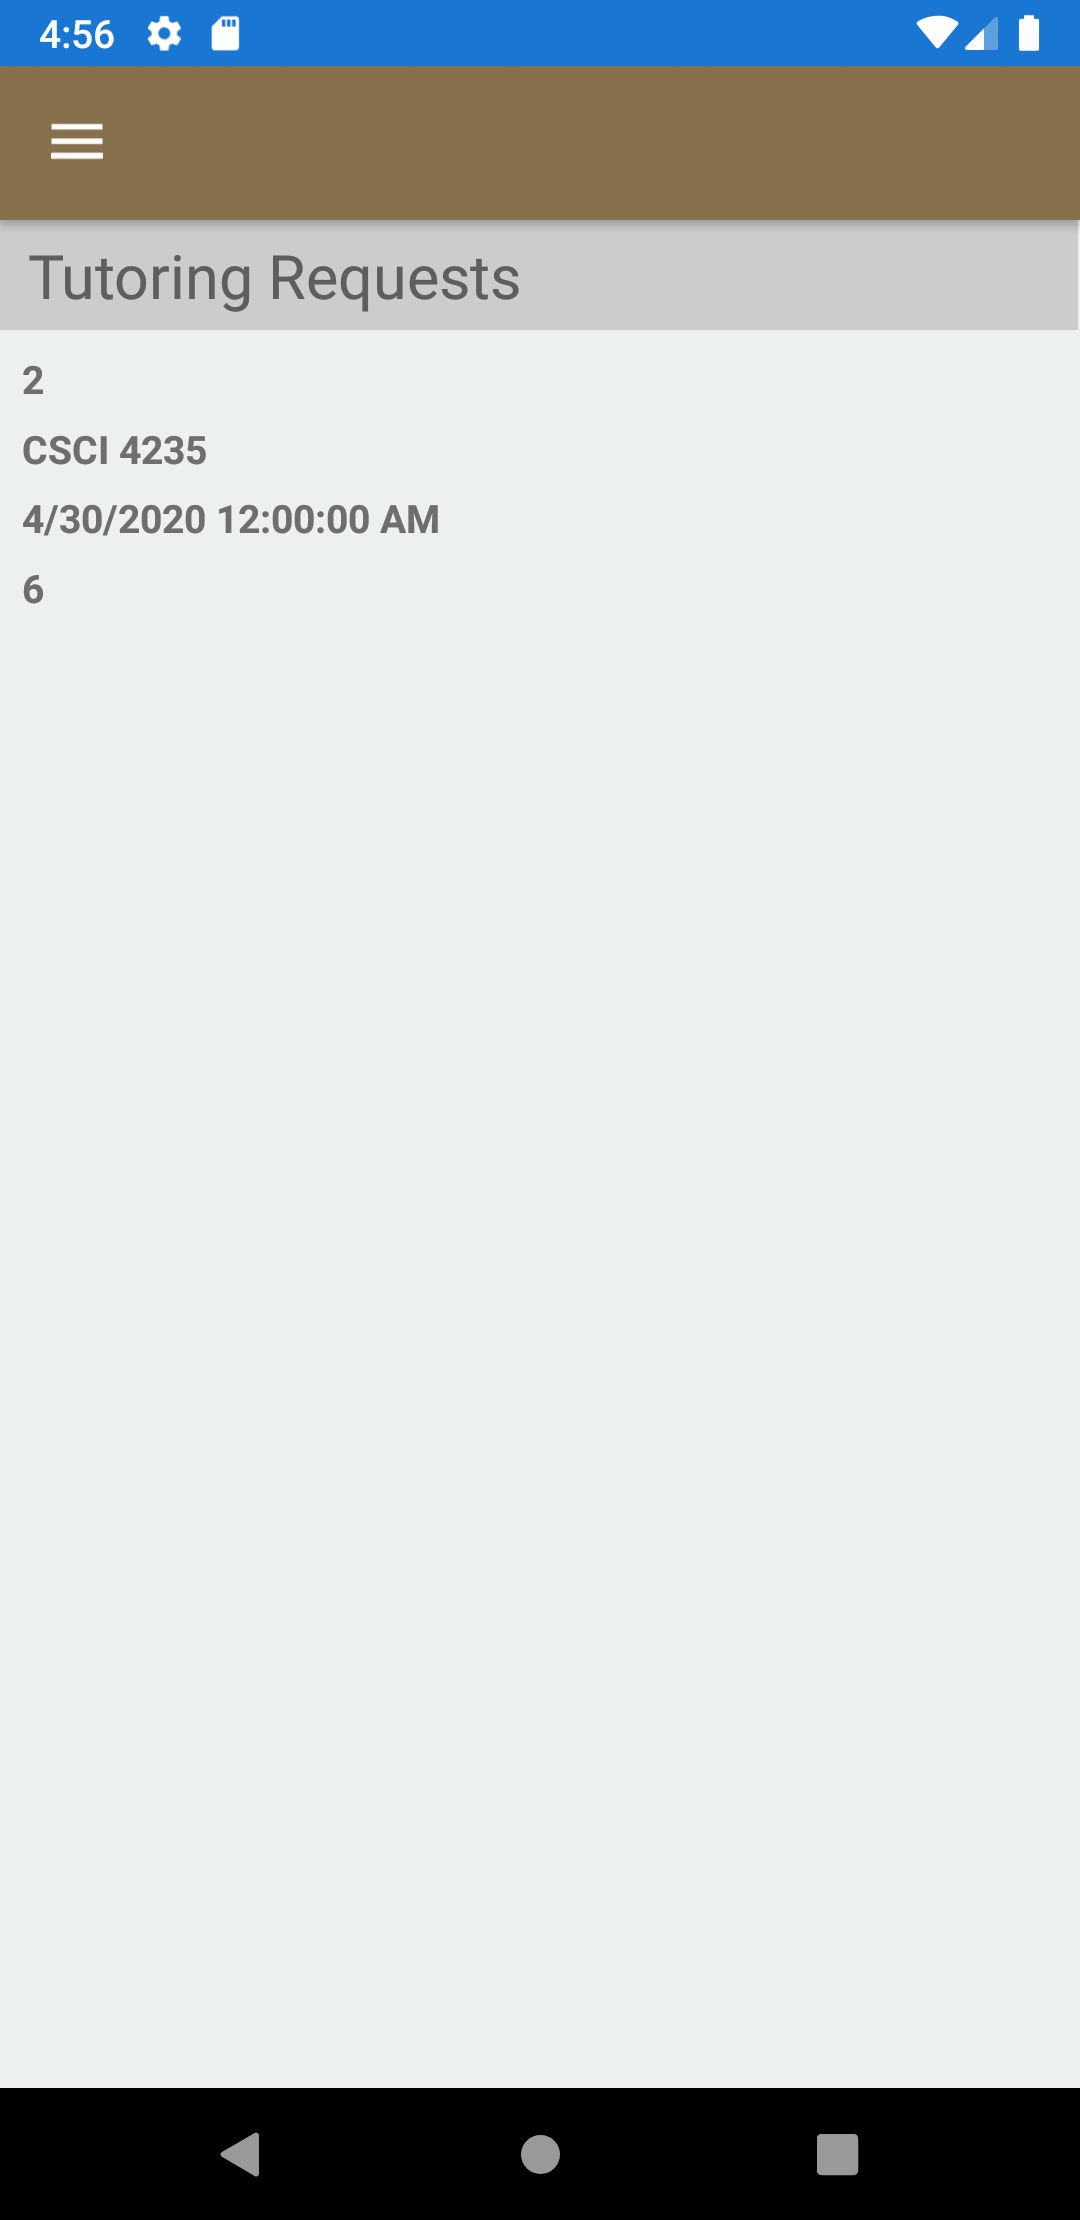 4:56
Tutoring Requests
2
CSCI 4235
4/30/2020 12:00:00 AM
6